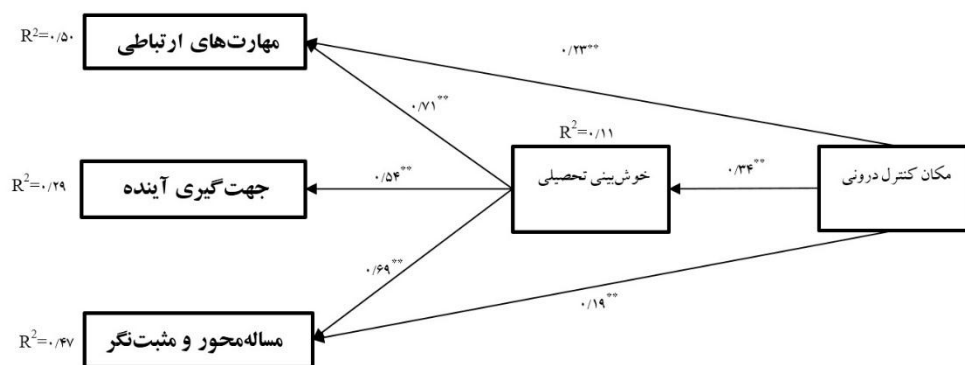 R²=۰/۵۰
مهارت‌های ارتباطی
۰/۲۳**
۰/۷۱**
R²=۰/۱۱
R²=۰/۲۹
جهت‌گیری آینده
۰/۵۴**
خوش‌بینی تحصیلی
۰/۳۴**
مکان کنترل درونی
۰/۶۹**
۰/۱۹**
R²=۰/۴۷
مساله‌محور و مثبت‌نگر